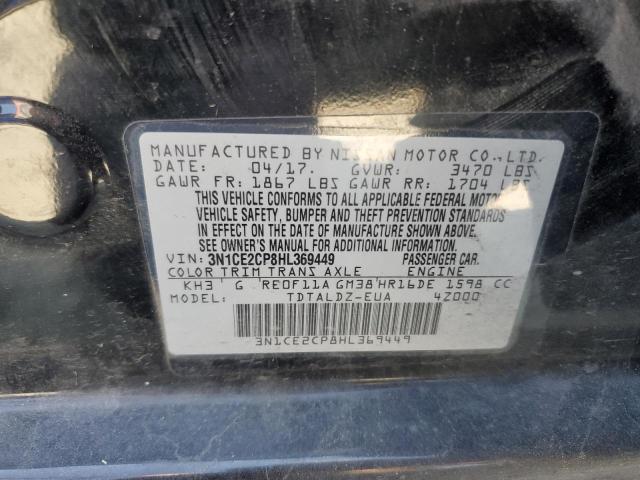 MANUFACTURED BY NISSAN MOTOR CO., LTD.
DATE: 04/17. GVWR: 3470 LBS
GAWR FR: 1867 LBS GAWR RR: 1704 LBS
THIS VEHICLE CONFORMS TO ALL APPLICABLE FEDERAL MOTOR
VEHICLE SAFETY, BUMPER AND THEFT PREVENTION STANDARDS
IN EFFECT ON THE DATE OF MANUFACTURE SHOWN ABOVE.
SEE OWNER'S MANUAL FOR ADDITIONAL INFORMATION
VIN: 3N1CE2CP8HL369449 PASSENGER CAR.
COLOR TRIM TRANS AXLE ENGINE
KH3 G RE0F11A GM38 HR16DE 1598 CC
MODEL: TDTALDZ-EUA 4Z000
3N1CE2CP8HL369449